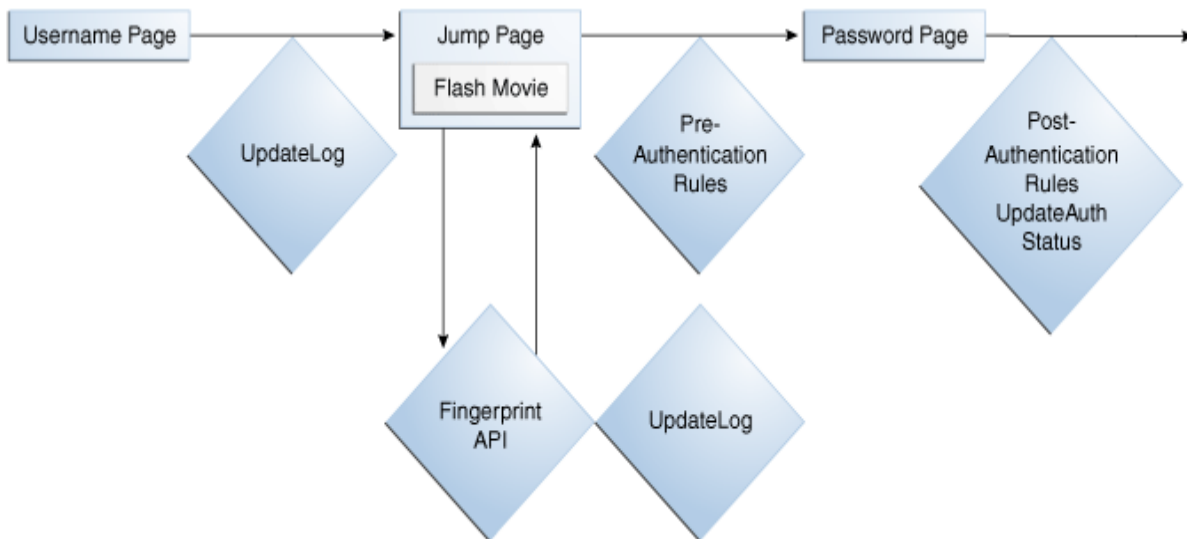 Username Page
Jump Page
Flash Movie
Password Page
UpdateLog
Pre-
Authentication
Rules
Post-
Authentication
Rules
UpdateAuth
Status
Fingerprint
API
UpdateLog